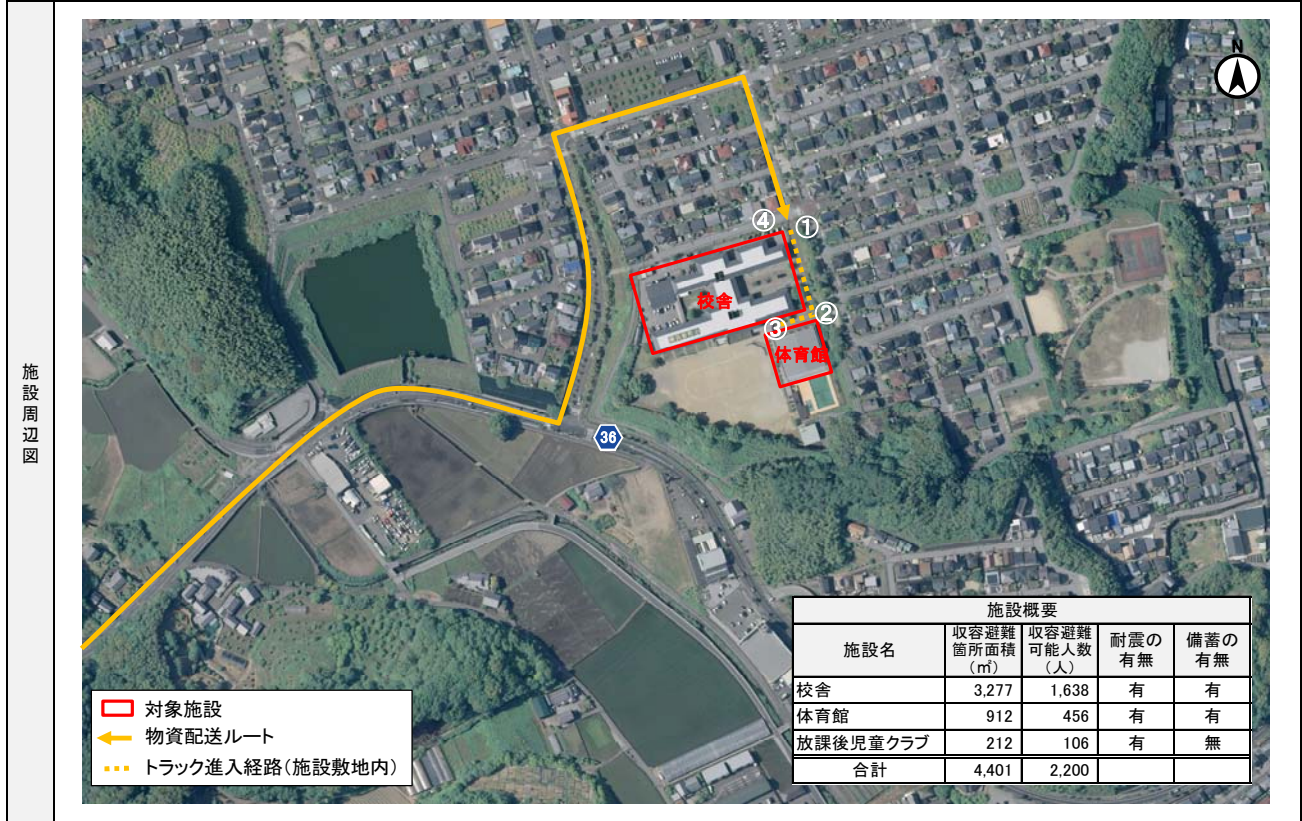 施設周辺図
N
④
①
校舎
②
③
体育館
36
施設概要
施設名
収容避難
箇所面積
(㎡)
収容避難
可能人数
(人)
耐震の
有無
備蓄の
有無
校舎 3,277 1,638 有 有
体育館 912 456 有 有
放課後児童クラブ 212 106 有 無
合計 4,401 2,200
対象施設
物資配送ルート
トラック進入経路(施設敷地内)